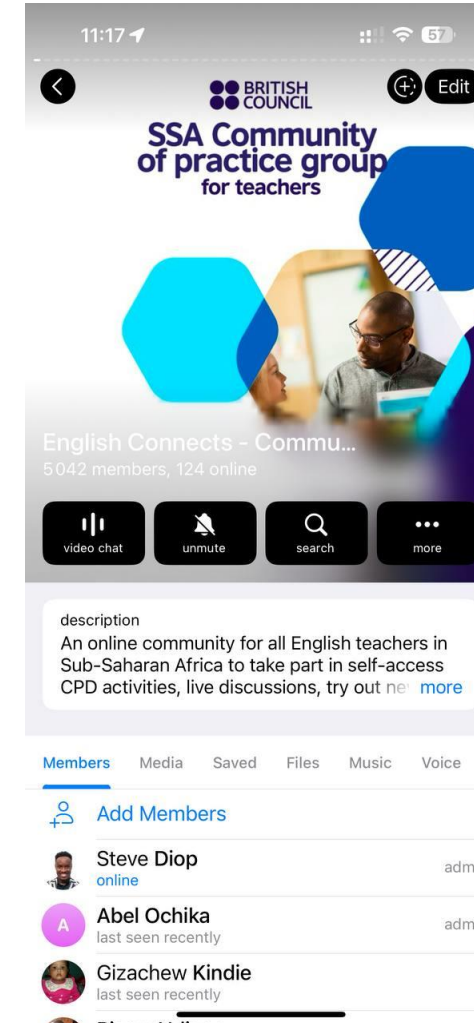 11:17
57
Edit
BRITISH
COUNCIL
SSA Community
of practice group
for teachers
English Connects - Commu...
5 042 members, 124 online
video chat
unmute
search
more
description
An online community for all English teachers in
Sub-Saharan Africa to take part in self-access
CPD activities, live discussions, try out ne more
Members Media Saved Files Music Voice
Add Members
Steve Diop
adm
online
A
Abel Ochika
adm
last seen recently
Gizachew Kindie
last seen recently